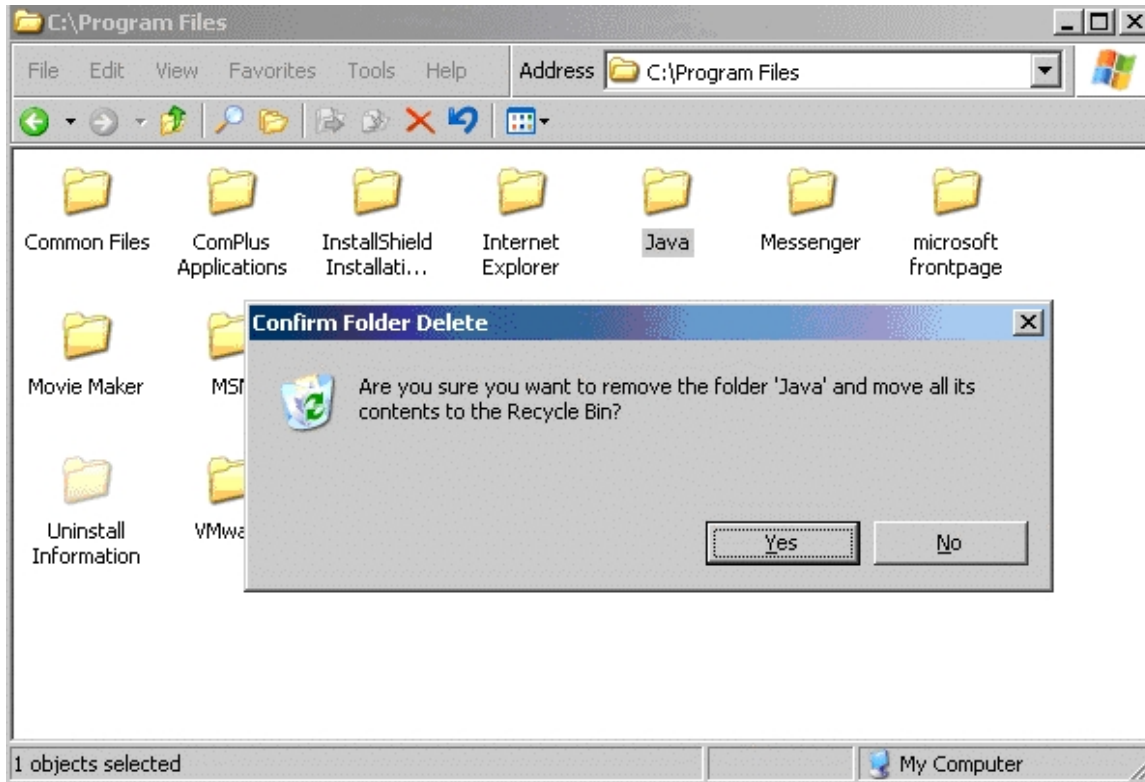 C:\Program Files
File Edit View Favorites Tools Help Address C:\Program Files
Common Files ComPlus Applications InstallShield Installati... Internet Explorer Java Messenger microsoft frontpage
Movie Maker
Confirm Folder Delete
Are you sure you want to remove the folder 'Java' and move all its
contents to the Recycle Bin?
Yes No
Uninstall Information
1 objects selected My Computer